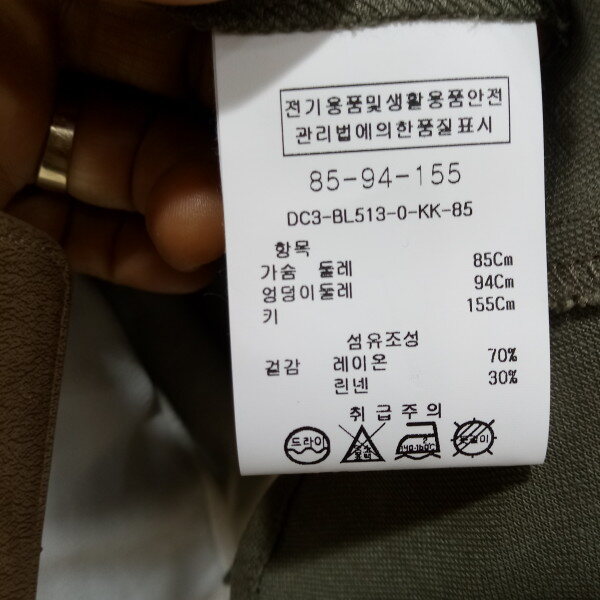 전기용품및생활용품안전
관리법에의한품질표시
85-94-155
DC3-BL513-0-KK-85
항목
가슴 둘레 85Cm
엉덩이둘레 94Cm
키 155Cm
섬유조성
겉감 레이온 70%
린넨 30%
취급주의
드라이